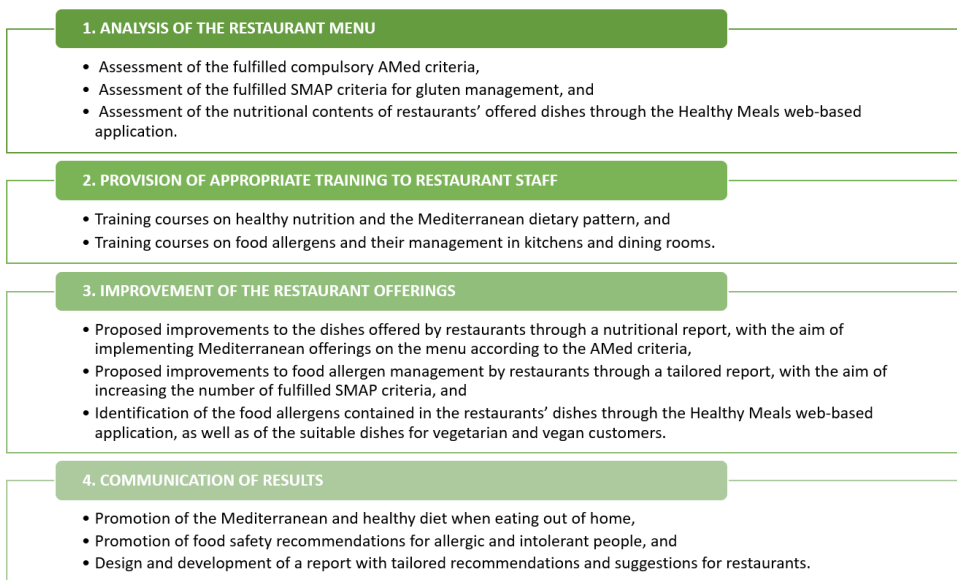 1. ANALYSIS OF THE RESTAURANT MENU
• Assessment of the fulfilled compulsory AMed criteria,
• Assessment of the fulfilled SMAP criteria for gluten management, and
• Assessment of the nutritional contents of restaurants' offered dishes through the Healthy Meals web-based
application.
2. PROVISION OF APPROPRIATE TRAINING TO RESTAURANT STAFF
• Training courses on healthy nutrition and the Mediterranean dietary pattern, and
• Training courses on food allergens and their management in kitchens and dining rooms.
3. IMPROVEMENT OF THE RESTAURANT OFFERINGS
• Proposed improvements to the dishes offered by restaurants through a nutritional report, with the aim of
implementing Mediterranean offerings on the menu according to the AMed criteria,
• Proposed improvements to food allergen management by restaurants through a tailored report, with the aim of
increasing the number of fulfilled SMAP criteria, and
• Identification of the food allergens contained in the restaurants' dishes through the Healthy Meals web-based
application, as well as of the suitable dishes for vegetarian and vegan customers.
4. COMMUNICATION OF RESULTS
• Promotion of the Mediterranean and healthy diet when eating out of home,
• Promotion of food safety recommendations for allergic and intolerant people, and
• Design and development of a report with tailored recommendations and suggestions for restaurants.